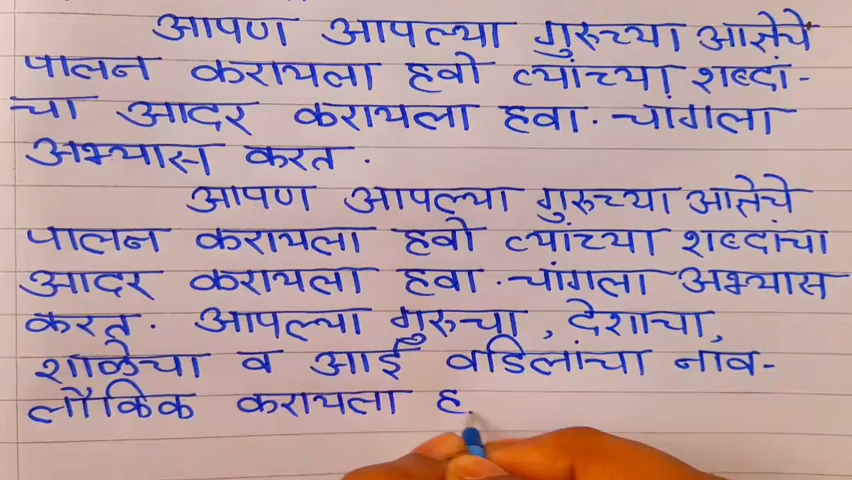 आपण आपल्या गुरुच्या आज्ञेचे
पालन करायला हवो त्यांच्या शब्दां-
चा आदर करायला हवा. चांगला
अभ्यास करत.
आपण आपल्या गुरुच्या आतेचे
पालन करायला हवो त्यांच्या शब्दांचा
आदर करायला हवा. चांगला अभ्यास
करत. आपल्या गुरुचा, देशाचा,
शाळेचा व आई वडिलांचा नाव-
लौकिक करायला ह